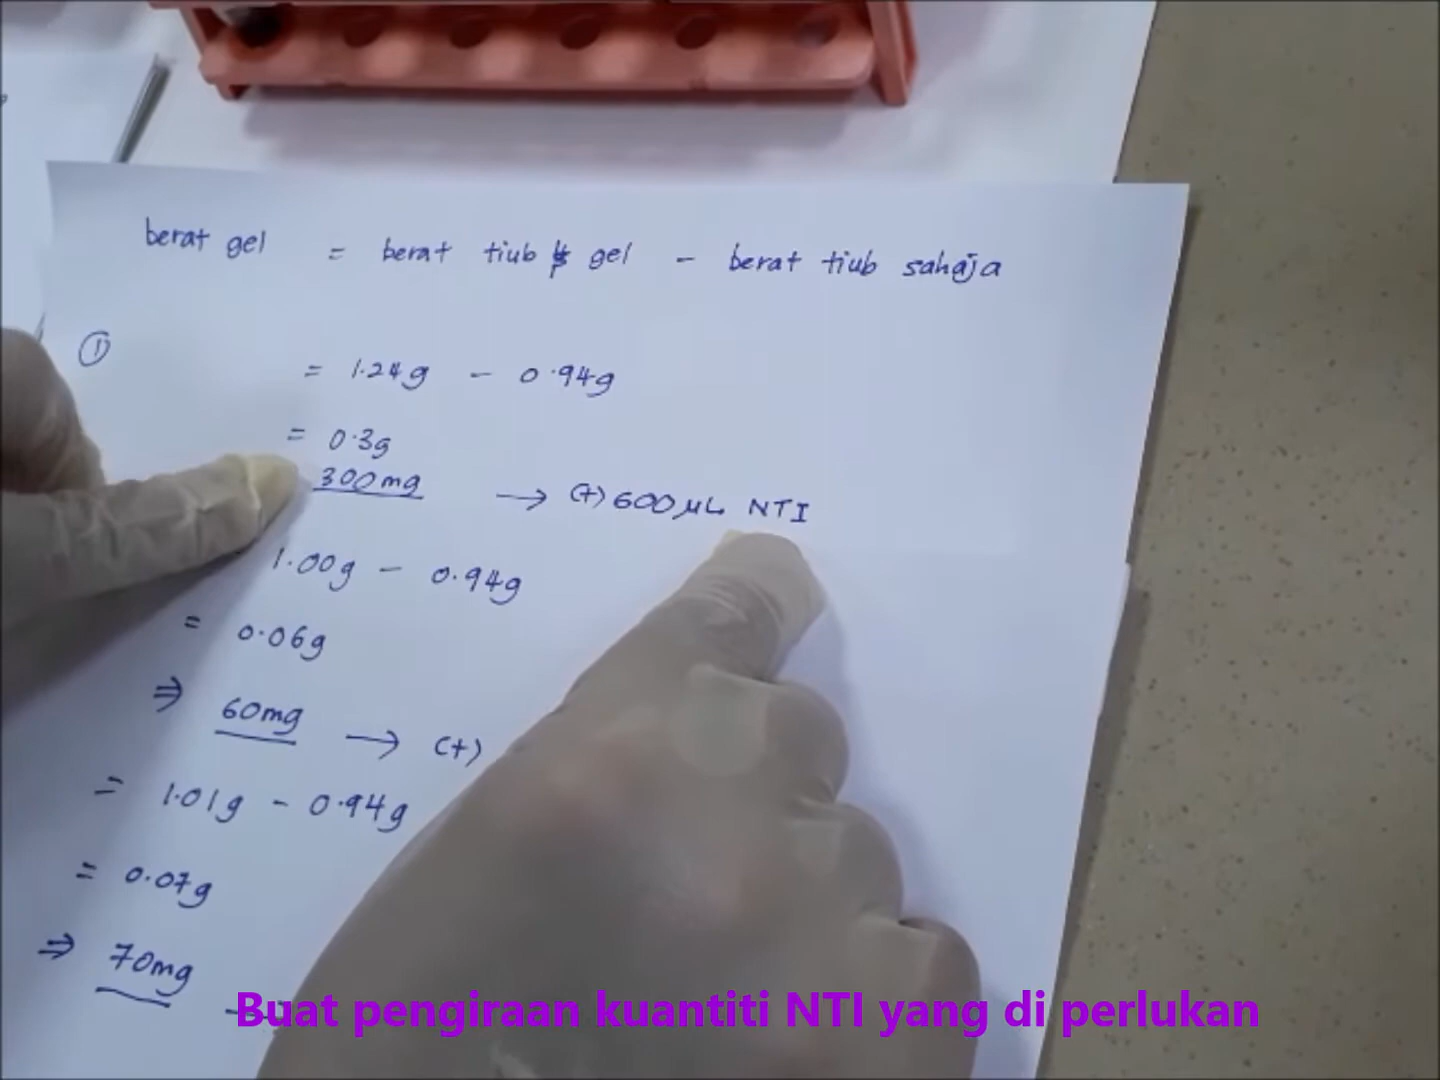 berat gel = berat tiub & gel - berat tiub sahaja
①
= 1.24g - 0.94g
= 0.3g
300mg → (+) 600 µL NTI
1.00g - 0.94g
= 0.06g
⇒ 60mg → (+)
= 1.01g - 0.94g
= 0.07g
⇒ 70mg
Buat pengiraan kuantiti NTI yang di perlukan